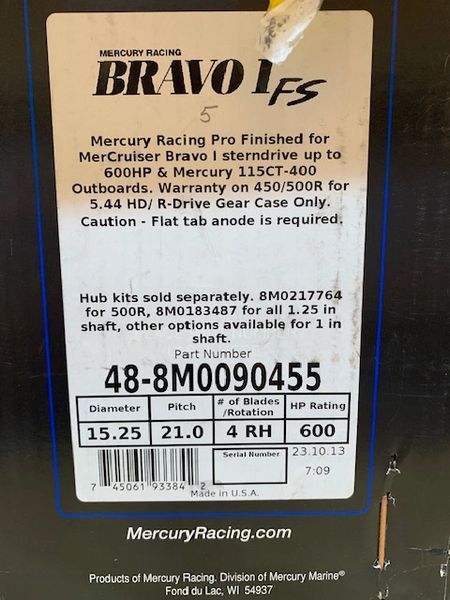 MERCURY RACING
BRAVO I FS
5
Mercury Racing Pro Finished for
MerCruiser Bravo I sterndrive up to
600HP & Mercury 115CT-400
Outboards. Warranty on 450/500R for
5.44 HD/ R-Drive Gear Case Only.
Caution - Flat tab anode is required.
Hub kits sold separately. 8M0217764
for 500R, 8M0183487 for all 1.25 in
shaft, other options available for 1 in
shaft.
Part Number
48-8M0090455
Diameter Pitch # of Blades /Rotation HP Rating
15.25 21.0 4 RH 600
Serial Number 23.10.13
7:09
7 45061 93384 2
Made in U.S.A.
MercuryRacing.com
Products of Mercury Racing. Division of Mercury Marine®
Fond du Lac, WI 54937